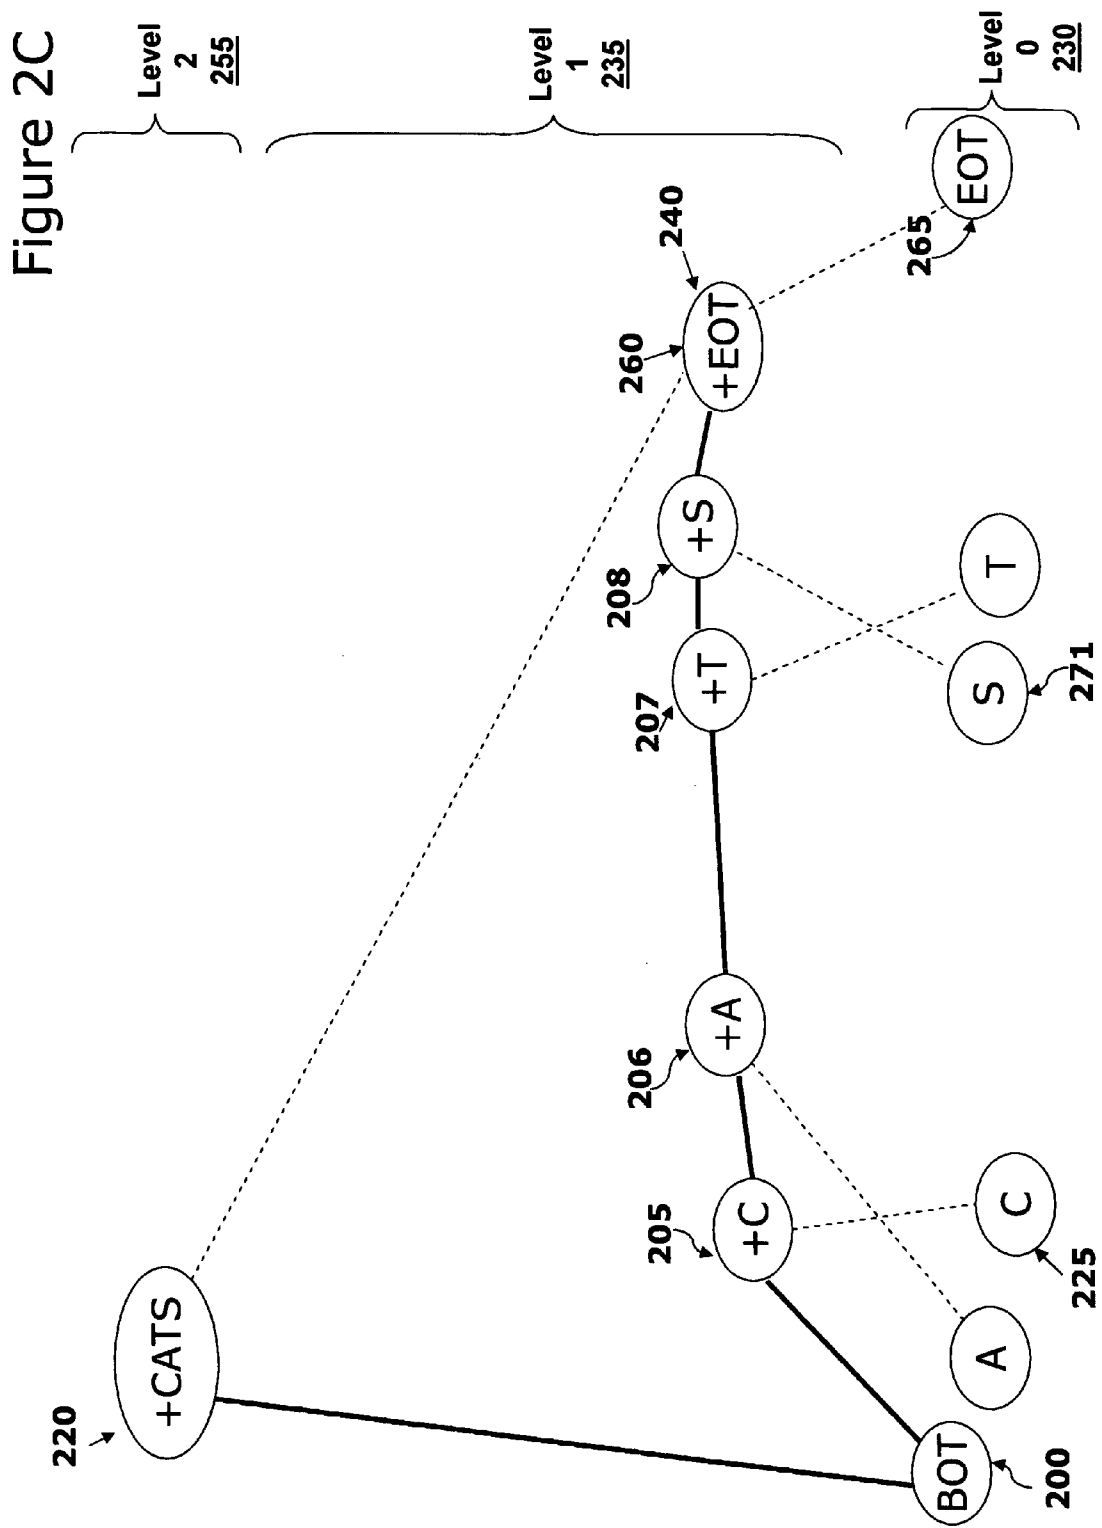 Figure 2C
Level
2
255
Level
1
235
Level
0
230
220
+CATS
260
240
+EOT
208
+S
207
+T
206
+A
205
+C
265
EOT
T
S
271
C
225
A
BOT
200